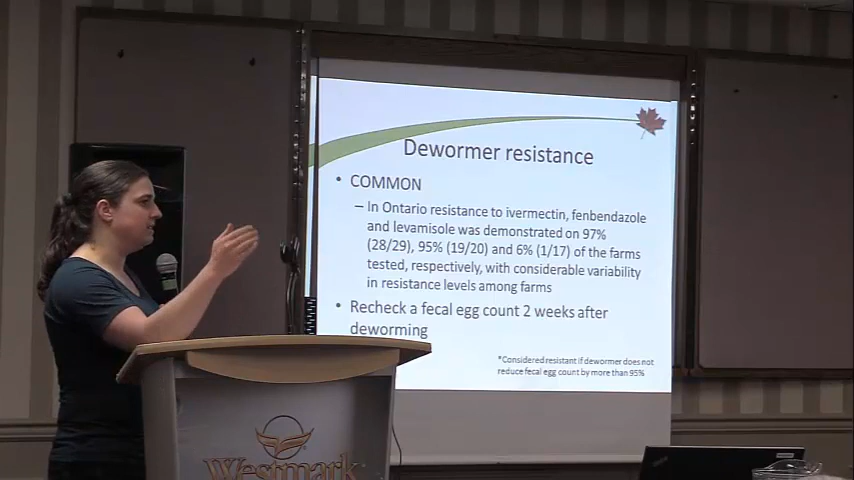 Dewormer resistance
• COMMON
– In Ontario resistance to ivermectin, fenbendazole
and levamisole was demonstrated on 97%
(28/29), 95% (19/20) and 6% (1/17) of the farms
tested, respectively, with considerable variability
in resistance levels among farms
• Recheck a fecal egg count 2 weeks after
deworming
*Considered resistant if dewormer does not
reduce fecal egg count by more than 95%
Westmark